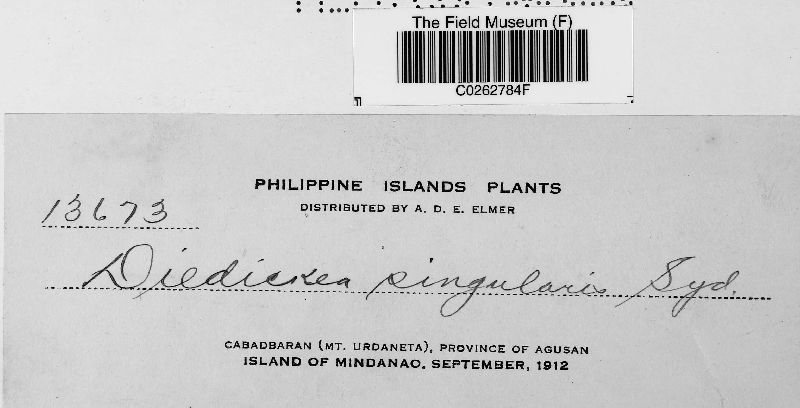 The Field Museum (F)
C0262784F
PHILIPPINE ISLANDS PLANTS
DISTRIBUTED BY A. D. E. ELMER
13673
Diedickea singularis Syd.
CABADBARAN (MT. URDANETA), PROVINCE OF AGUSAN
ISLAND OF MINDANAO, SEPTEMBER, 1912